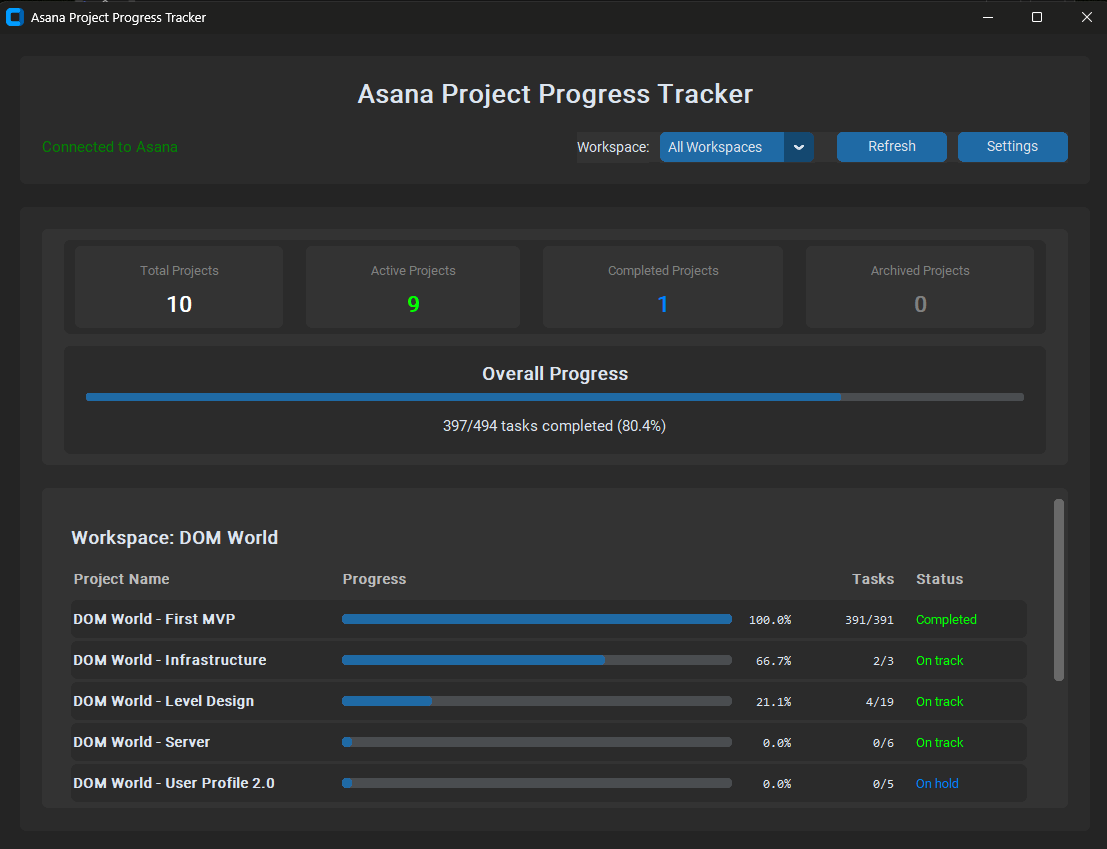 Asana Project Progress Tracker
Asana Project Progress Tracker
Connected to Asana Workspace: All Workspaces Refresh Settings
Total Projects Active Projects Completed Projects Archived Projects
10 9 1 0
Overall Progress
397/494 tasks completed (80.4%)
Workspace: DOM World
Project Name Progress Tasks Status
DOM World - First MVP 100.0% 391/391 Completed
DOM World - Infrastructure 66.7% 2/3 On track
DOM World - Level Design 21.1% 4/19 On track
DOM World - Server 0.0% 0/6 On track
DOM World - User Profile 2.0 0.0% 0/5 On hold